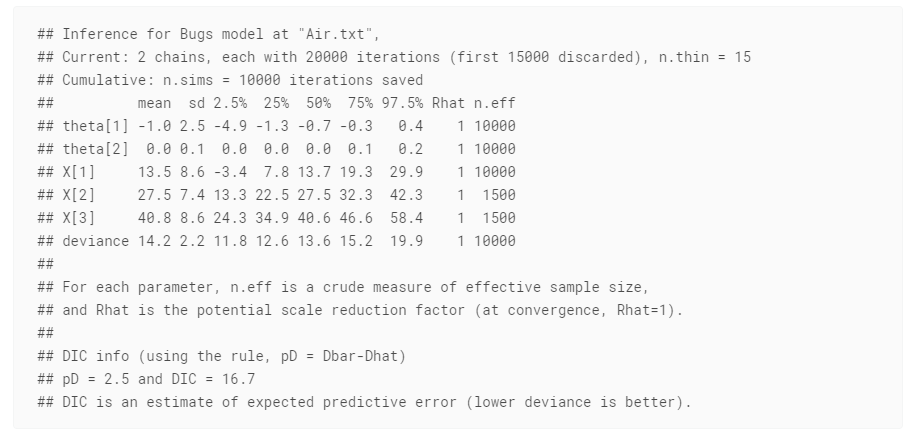 ## Inference for Bugs model at "Air.txt",
## Current: 2 chains, each with 20000 iterations (first 15000 discarded), n.thin = 15
## Cumulative: n.sims = 10000 iterations saved
##          mean  sd 2.5%  25%  50%  75% 97.5% Rhat n.eff
## theta[1] -1.0 2.5 -4.9 -1.3 -0.7 -0.3   0.4    1 10000
## theta[2]  0.0 0.1  0.0  0.0  0.0  0.1   0.2    1 10000
## X[1]     13.5 8.6 -3.4  7.8 13.7 19.3  29.9    1 10000
## X[2]     27.5 7.4 13.3 22.5 27.5 32.3  42.3    1  1500
## X[3]     40.8 8.6 24.3 34.9 40.6 46.6  58.4    1  1500
## deviance 14.2 2.2 11.8 12.6 13.6 15.2  19.9    1 10000
##
## For each parameter, n.eff is a crude measure of effective sample size,
## and Rhat is the potential scale reduction factor (at convergence, Rhat=1).
##
## DIC info (using the rule, pD = Dbar-Dhat)
## pD = 2.5 and DIC = 16.7
## DIC is an estimate of expected predictive error (lower deviance is better).